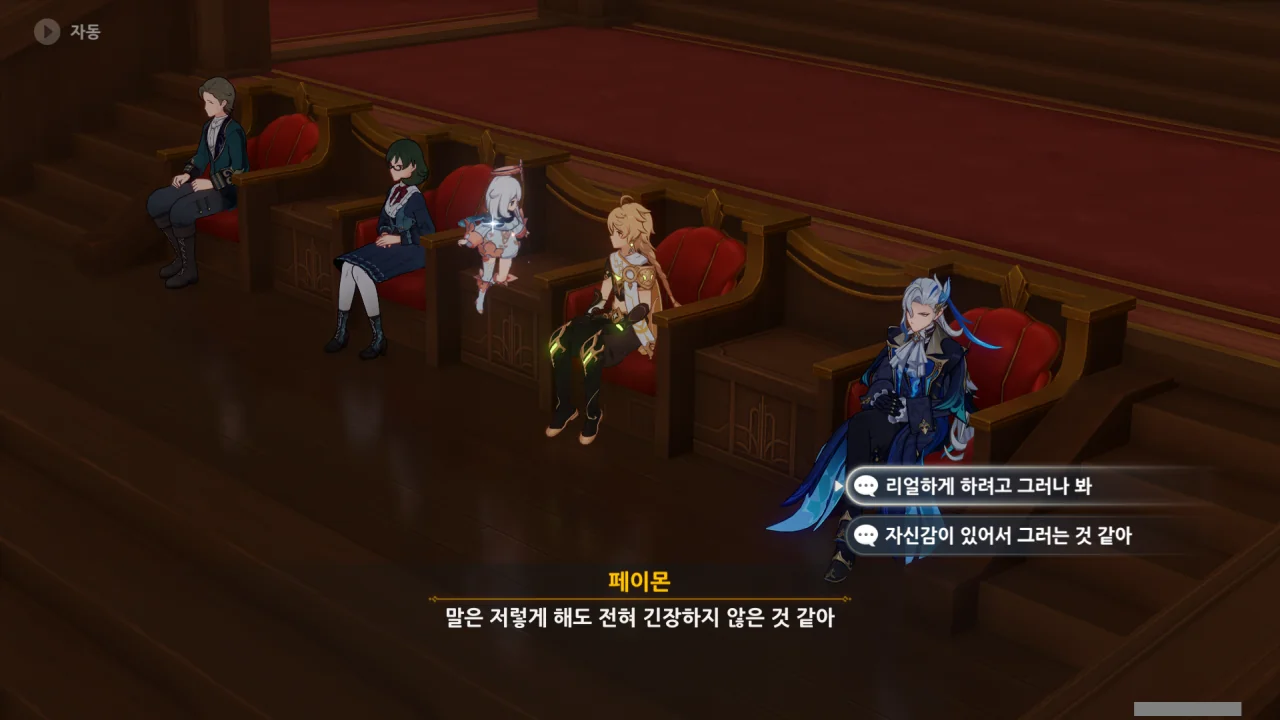 자동
리얼하게 하려고 그러나 봐
자신감이 있어서 그러는 것 같아
페이몬
말은 저렇게 해도 전혀 긴장하지 않은 것 같아